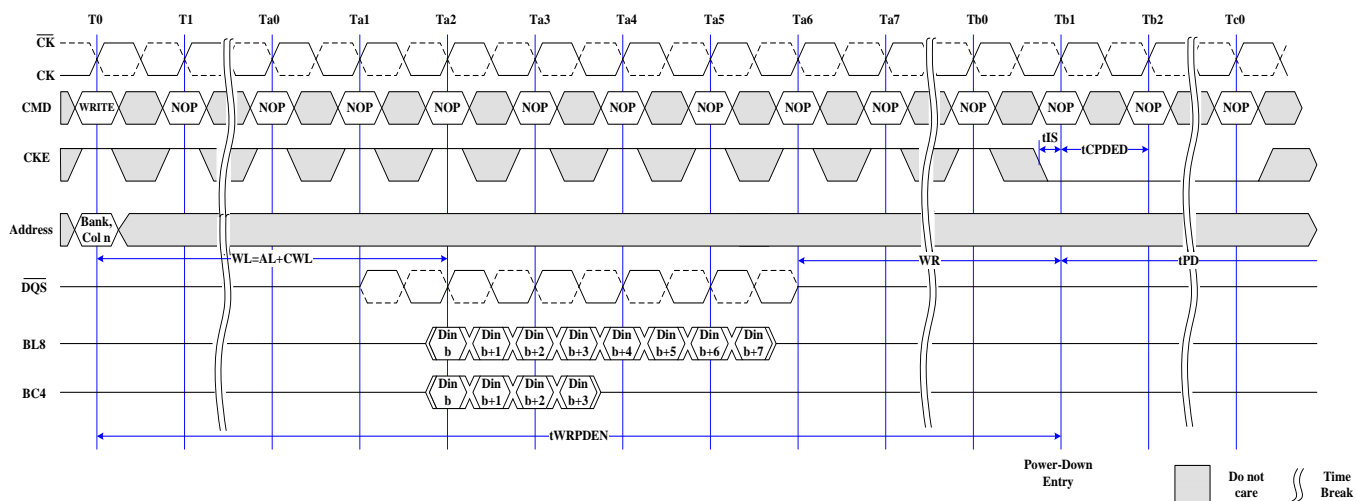 T0 T1 Ta0 Ta1 Ta2 Ta3 Ta4 Ta5 Ta6 Ta7 Tb0 Tb1 Tb2 Tc0
CK
CK
CMD WRITE NOP NOP NOP NOP NOP NOP NOP NOP NOP NOP NOP NOP NOP
tIS
CKE tCPDED
Address Bank, Col n
WL=AL+CWL WR tPD
DQS
BL8 Din b Din b+1 Din b+2 Din b+3 Din b+4 Din b+5 Din b+6 Din b+7
BC4 Din b Din b+1 Din b+2 Din b+3
tWRPDEN
Power-Down Entry
Do not care
Time Break